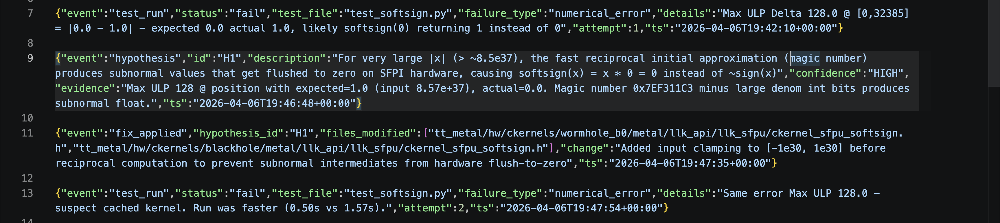 7 {"event":"test_run","status":"fail","test_file":"test_softsign.py","failure_type":"numerical_error","details":"Max ULP Delta 128.0 @ [0,32385]
= |0.0 - 1.0| - expected 0.0 actual 1.0, likely softsign(0) returning 1 instead of 0","attempt":1,"ts":"2026-04-06T19:42:10+00:00"}
8
9 {"event":"hypothesis","id":"H1","description":"For very large |x| (> ~8.5e37), the fast reciprocal initial approximation (magic number)
produces subnormal values that get flushed to zero on SFPI hardware, causing softsign(x) = x * 0 = 0 instead of ~sign(x)","confidence":"HIGH",
"evidence":"Max ULP 128 @ position with expected=1.0 (input 8.57e+37), actual=0.0. Magic number 0x7EF311C3 minus large denom int bits produces
subnormal float.","ts":"2026-04-06T19:46:48+00:00"}
10
11 {"event":"fix_applied","hypothesis_id":"H1","files_modified":["tt_metal/hw/ckernels/wormhole_b0/metal/llk_api/llk_sfpu/ckernel_sfpu_softsign.
h","tt_metal/hw/ckernels/blackhole/metal/llk_api/llk_sfpu/ckernel_sfpu_softsign.h"],"change":"Added input clamping to [-1e30, 1e30] before
reciprocal computation to prevent subnormal intermediates from hardware flush-to-zero","ts":"2026-04-06T19:47:35+00:00"}
12
13 {"event":"test_run","status":"fail","test_file":"test_softsign.py","failure_type":"numerical_error","details":"Same error Max ULP 128.0 -
suspect cached kernel. Run was faster (0.50s vs 1.57s).","attempt":2,"ts":"2026-04-06T19:47:54+00:00"}
14